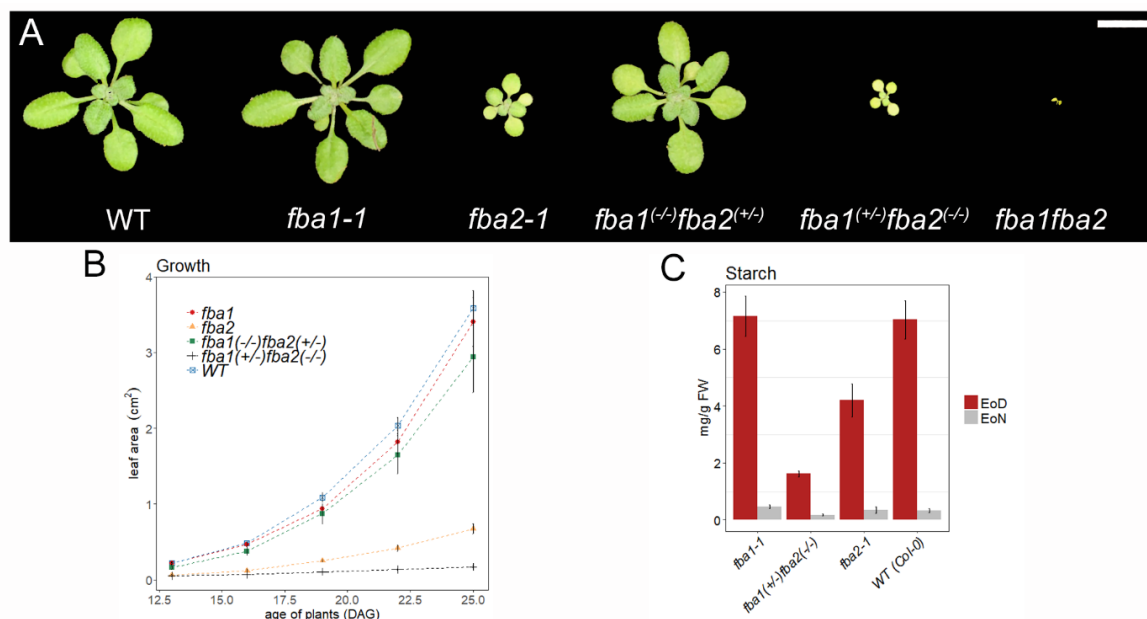 A
WT
fba1-1
fba2-1
fba1(-/-)fba2(+/-)
fba1(+/-)fba2(-/-)
fba1fba2
B
Growth
fba1
fba2
fba1(-/-)fba2(+/-)
fba1(+/-)fba2(-/-)
WT
leaf area (cm²)
4
3
2
1
0
12.5
15.0
17.5
20.0
22.5
25.0
age of plants (DAG)
C
Starch
mg/g FW
8
6
4
2
0
fba1-1
fba1(+/-)fba2(-/-)
fba2-1
WT (Col-0)
EoD
EoN